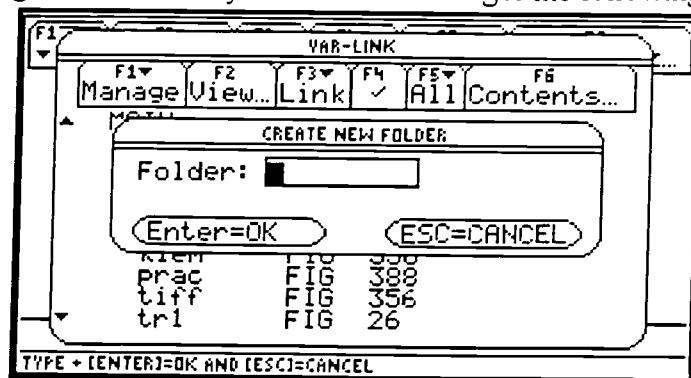 F1
VAR-LINK
F1▼ F2 F3▼ F4 F5▼ F6
Manage View... Link ✓ All Contents...
CREATE NEW FOLDER
Folder:
Enter=OK ESC=CANCEL
prac FIG 388
tiff FIG 356
tr1 FIG 26
TYPE + [ENTER]=OK AND [ESC]=CANCEL